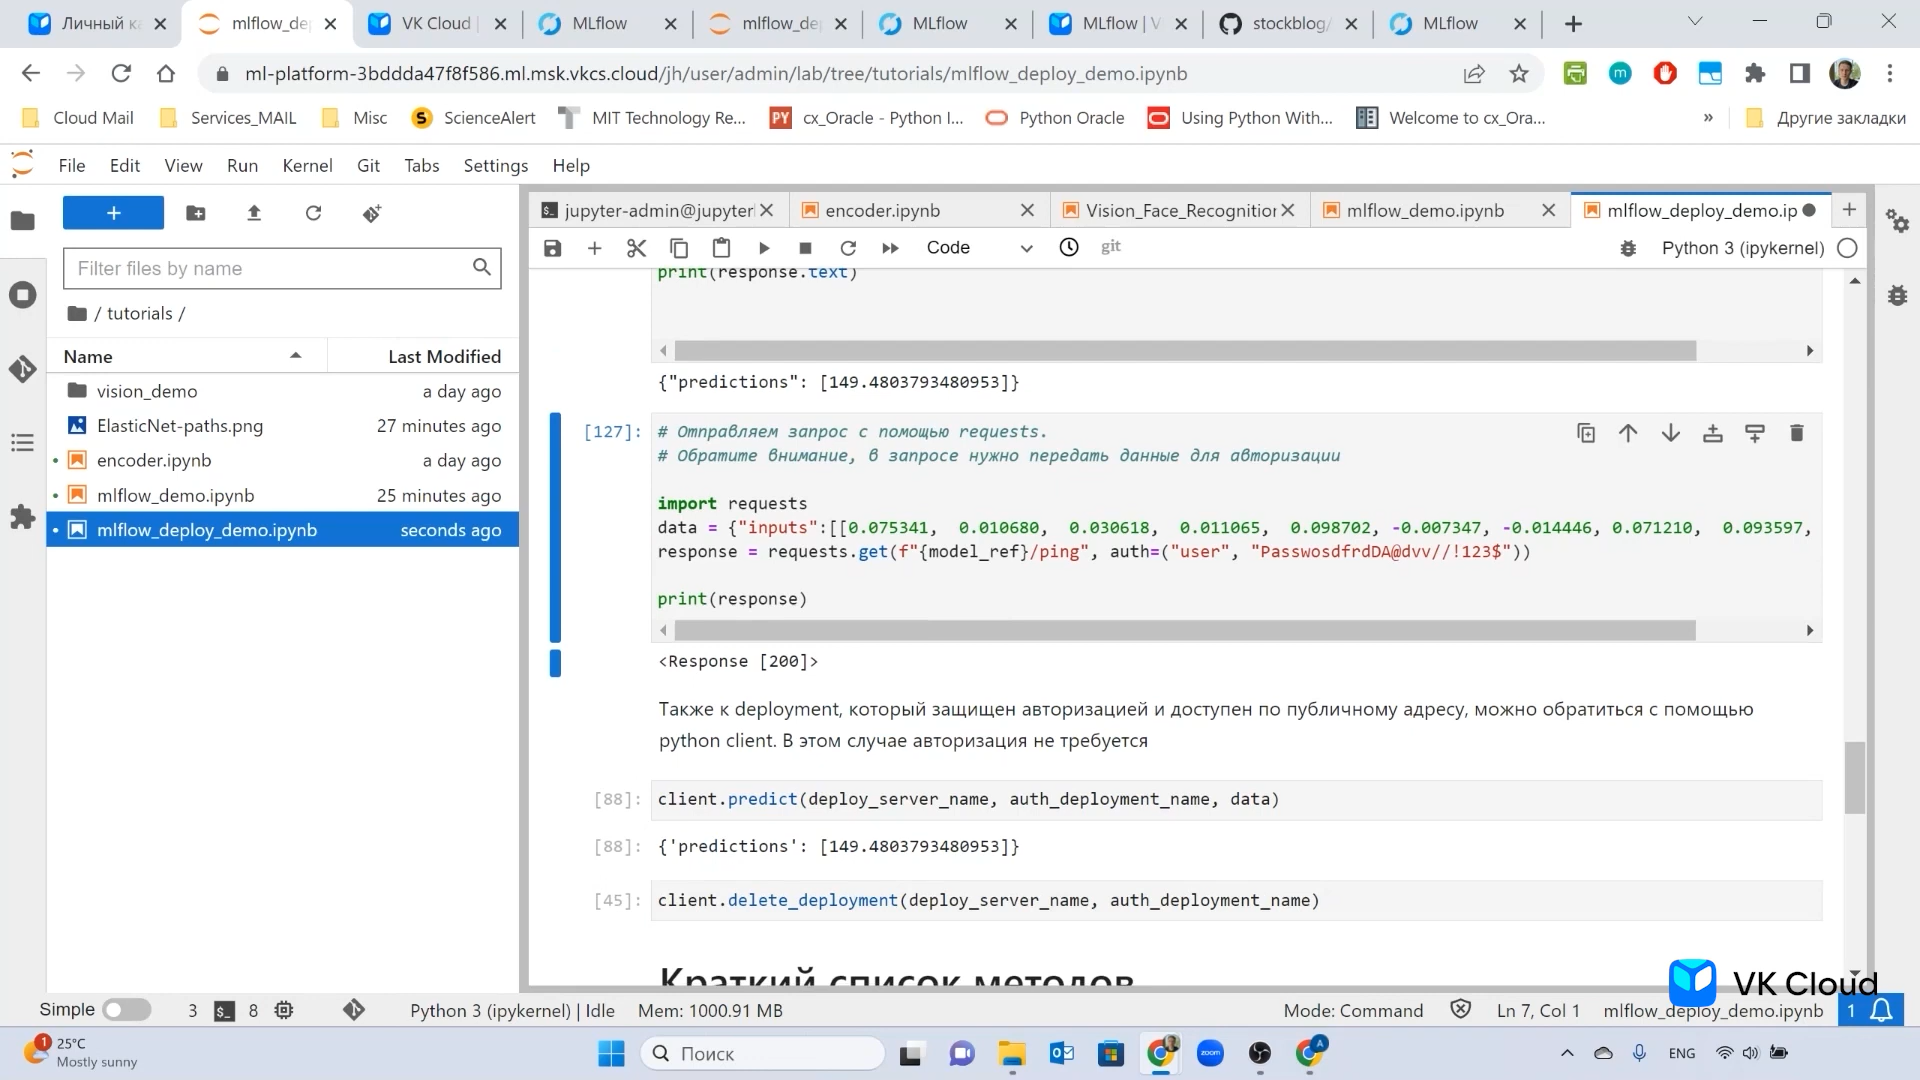 Личный ка
mlflow_de
VK Cloud |
MLflow
mlflow_de
MLflow
MLflow | V
stockblog/
MLflow
ml-platform-3bddda47f8f586.ml.msk.vkcs.cloud/jh/user/admin/lab/tree/tutorials/mlflow_deploy_demo.ipynb
Cloud Mail
Services_MAIL
Misc
ScienceAlert
MIT Technology Re...
cx_Oracle - Python I...
Python Oracle
Using Python With...
Welcome to cx_Ora...
»
Другие закладки
File Edit View Run Kernel Git Tabs Settings Help
jupyter-admin@jupyter
encoder.ipynb
Vision_Face_Recognition
mlflow_demo.ipynb
mlflow_deploy_demo.ip
Code
git
Python 3 (ipykernel)
Filter files by name
/ tutorials /
Name Last Modified
vision_demo a day ago
ElasticNet-paths.png 27 minutes ago
encoder.ipynb a day ago
mlflow_demo.ipynb 25 minutes ago
mlflow_deploy_demo.ipynb seconds ago
print(response.text)
{"predictions": [149.4803793480953]}
[127]: # Отправляем запрос с помощью requests.
# Обратите внимание, в запросе нужно передать данные для авторизации
import requests
data = {"inputs":[[0.075341, 0.010680, 0.030618, 0.011065, 0.098702, -0.007347, -0.014446, 0.071210, 0.093597,
response = requests.get(f"{model_ref}/ping", auth=("user", "PasswosdfrdDA@dvv//!123$"))
print(response)
<Response [200]>
Также к deployment, который защищен авторизацией и доступен по публичному адресу, можно обратиться с помощью
python client. В этом случае авторизация не требуется
[88]: client.predict(deploy_server_name, auth_deployment_name, data)
[88]: {'predictions': [149.4803793480953]}
[45]: client.delete_deployment(deploy_server_name, auth_deployment_name)
Краткий список методов
VK Cloud
Simple
3
8
Python 3 (ipykernel) | Idle
Mem: 1000.91 MB
Mode: Command
Ln 7, Col 1
mlflow_deploy_demo.ipynb
1
1
25°C
Mostly sunny
Поиск
zoom
A
ENG